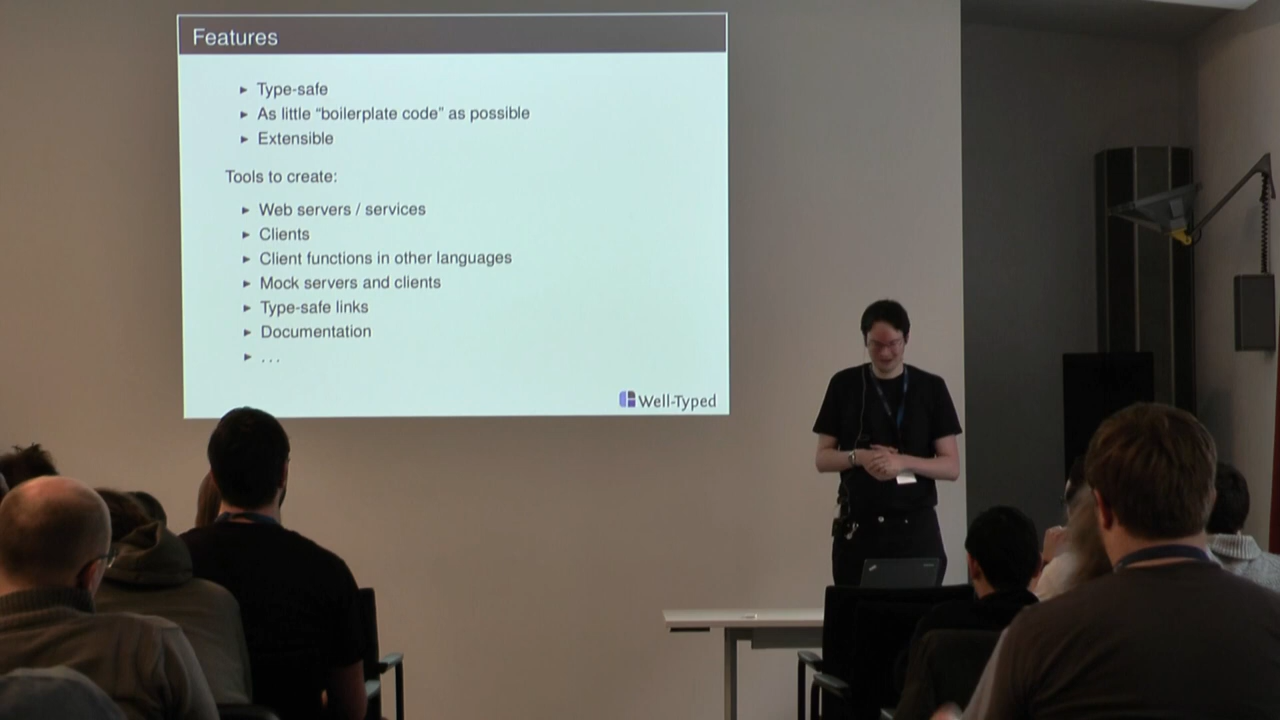 Features
► Type-safe
► As little “boilerplate code” as possible
► Extensible
Tools to create:
► Web servers / services
► Clients
► Client functions in other languages
► Mock servers and clients
► Type-safe links
► Documentation
► . . .
Well-Typed